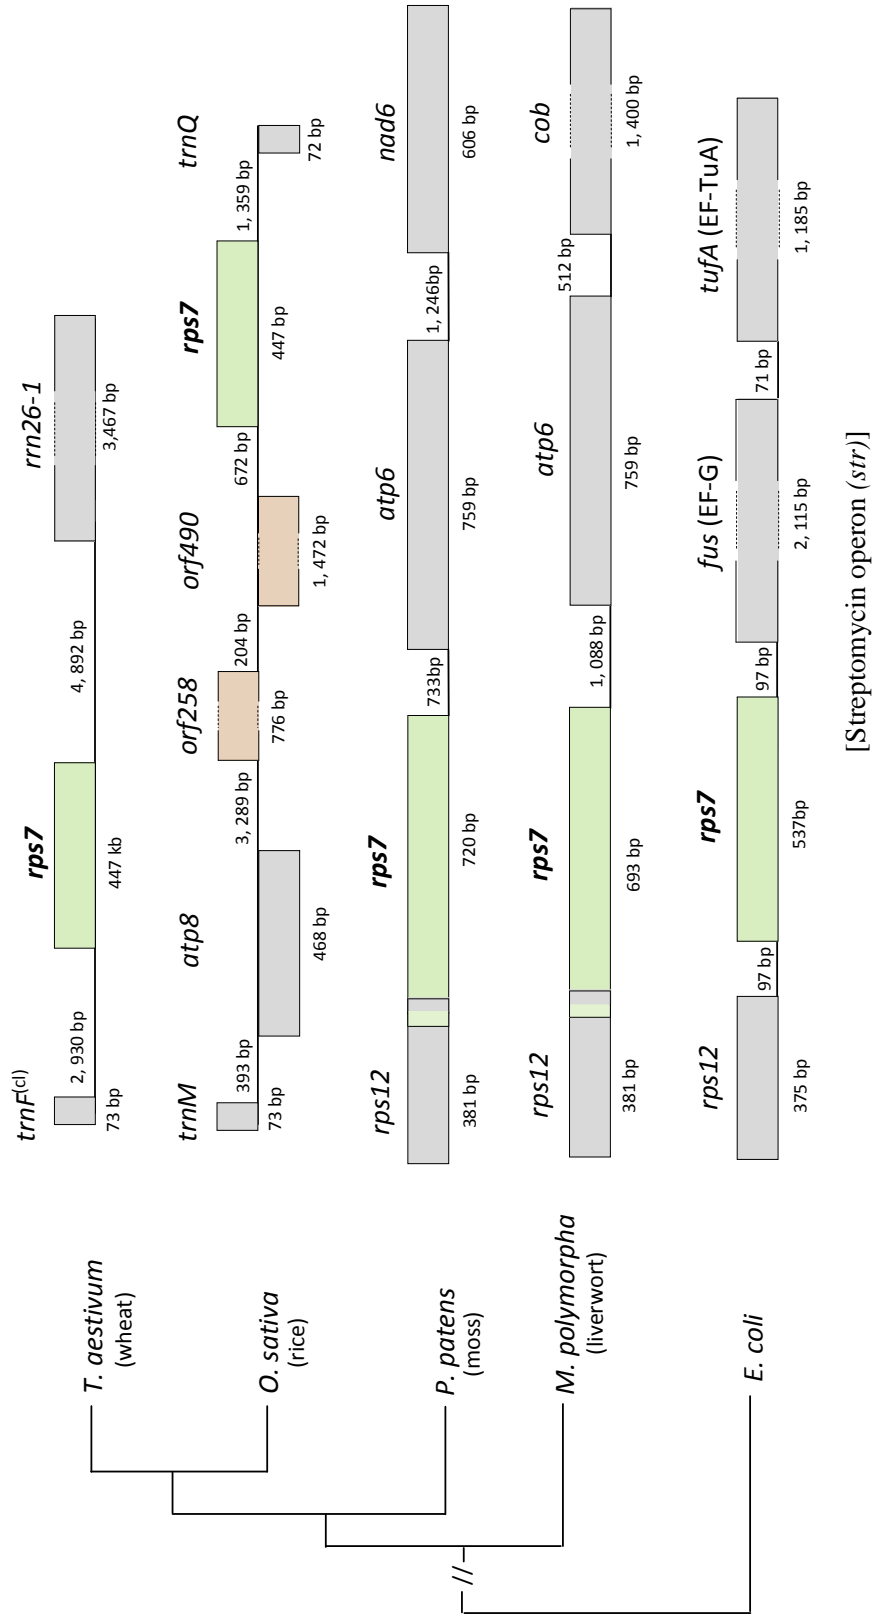 T. aestivum
(wheat)
trnF(cl)
73 bp
2, 930 bp
rps7
447 kb
4, 892 bp
rrn26-1
3,467 bp
O. sativa
(rice)
trnM
73 bp
393 bp
atp8
468 bp
3, 289 bp
orf258
776 bp
204 bp
orf490
1, 472 bp
672 bp
rps7
447 bp
1, 359 bp
trnQ
72 bp
P. patens
(moss)
rps12
381 bp
rps7
720 bp
733bp
atp6
759 bp
1, 246bp
nad6
606 bp
M. polymorpha
(liverwort)
rps12
381 bp
rps7
693 bp
1, 088 bp
atp6
759 bp
512 bp
cob
1, 400 bp
//
E. coli
rps12
375 bp
97 bp
rps7
537bp
97 bp
fus (EF-G)
2, 115 bp
71 bp
tufA (EF-TuA)
1, 185 bp
[Streptomycin operon (str)]